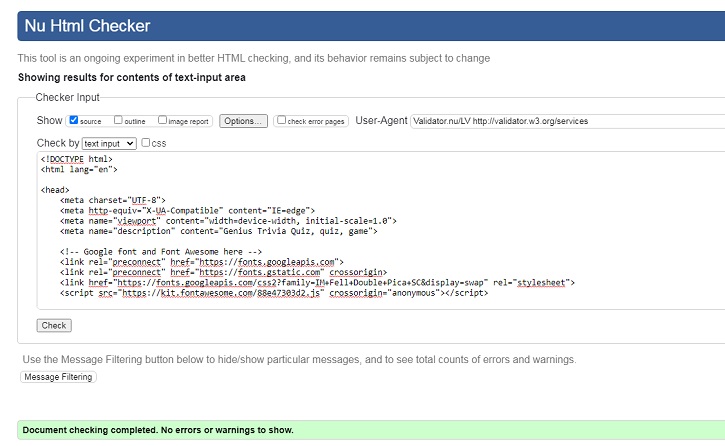 Nu Html Checker
This tool is an ongoing experiment in better HTML checking, and its behavior remains subject to change
Showing results for contents of text-input area
Checker Input
Show source outline image report Options... check error pages User-Agent Validator.nu/LV http://validator.w3.org/services
Check by text input css
<!DOCTYPE html>
<html lang="en">
<head>
<meta charset="UTF-8">
<meta http-equiv="X-UA-Compatible" content="IE=edge">
<meta name="viewport" content="width=device-width, initial-scale=1.0">
<meta name="description" content="Genius Trivia Quiz, quiz, game">
<!-- Google font and Font Awesome here -->
<link rel="preconnect" href="https://fonts.googleapis.com">
<link rel="preconnect" href="https://fonts.gstatic.com" crossorigin>
<link href="https://fonts.googleapis.com/css2?family=IM+Fell+Double+Pica+SC&display=swap" rel="stylesheet">
<script src="https://kit.fontawesome.com/88e47303d2.js" crossorigin="anonymous"></script>
Check
Use the Message Filtering button below to hide/show particular messages, and to see total counts of errors and warnings.
Message Filtering
Document checking completed. No errors or warnings to show.